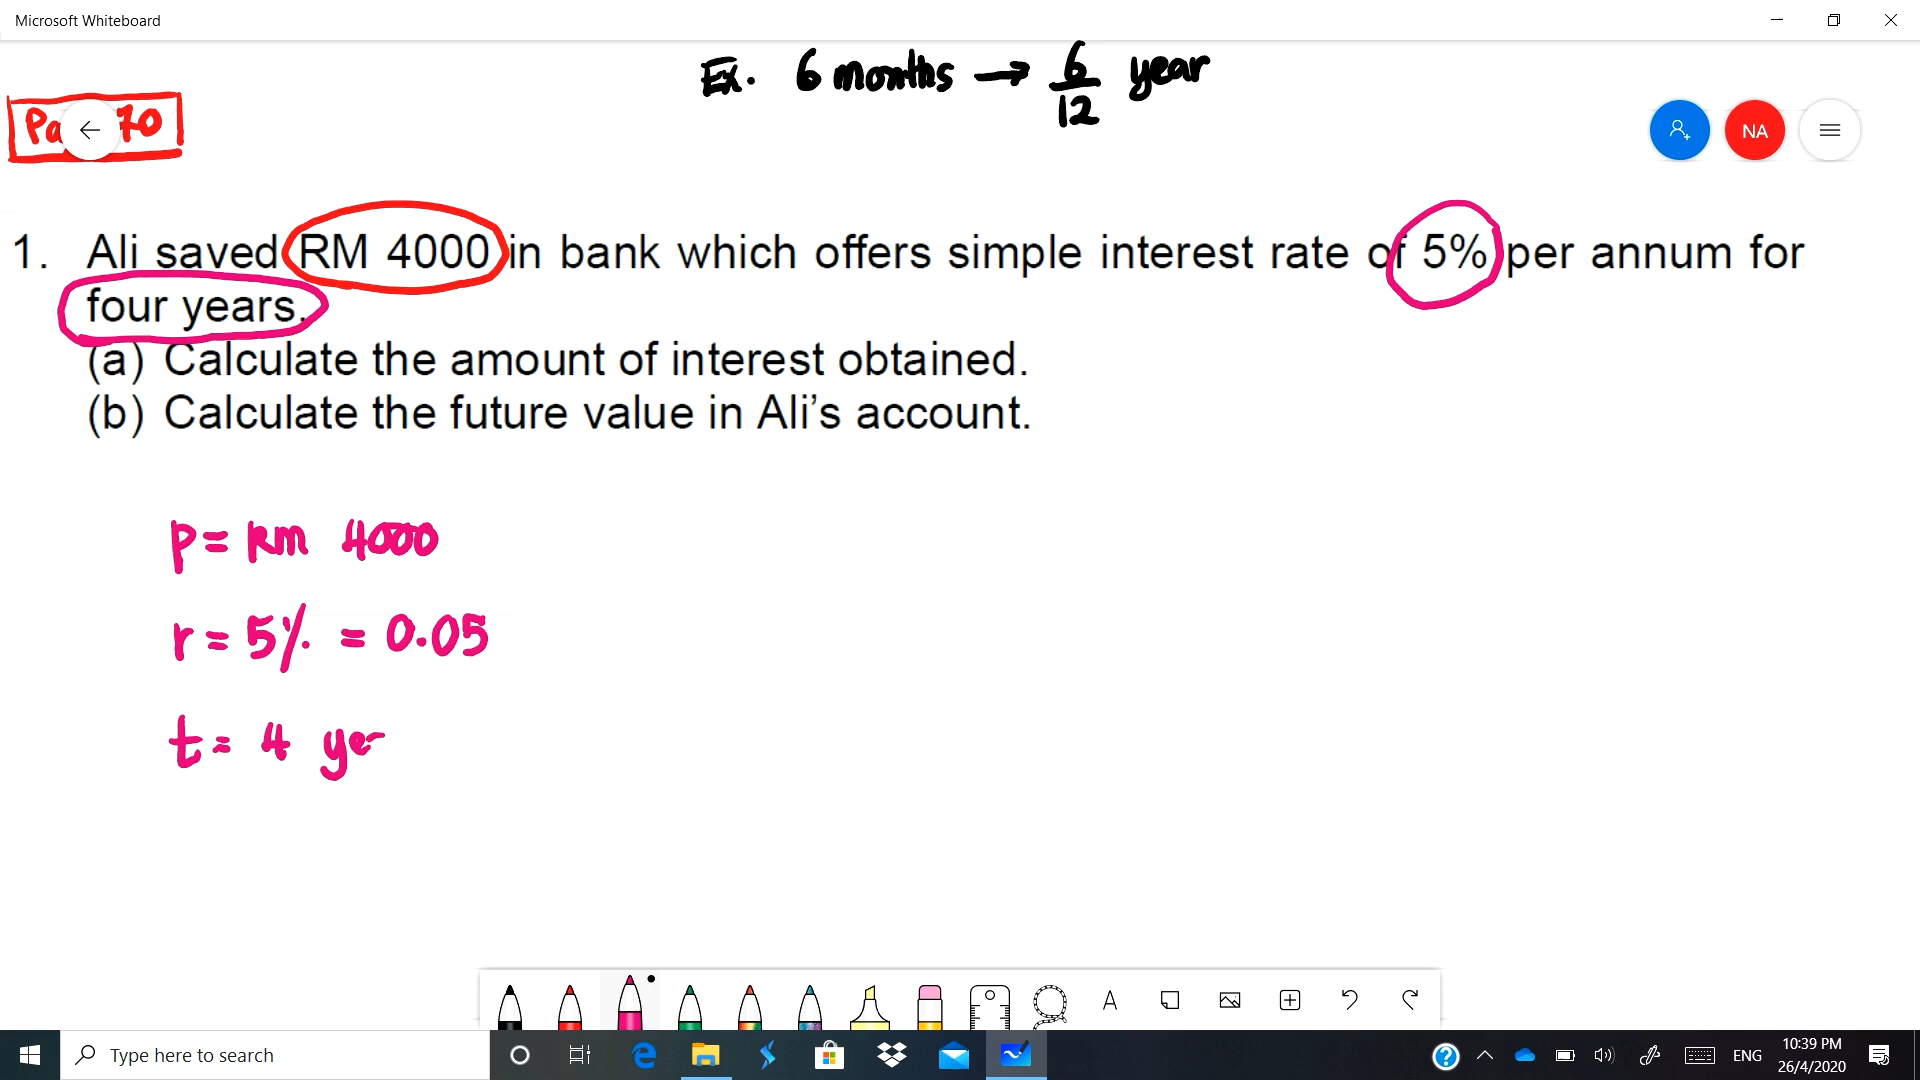 Microsoft Whiteboard
Ex. 6 months → 6/12 year
70
NA
1. Ali saved RM 4000 in bank which offers simple interest rate of 5% per annum for
four years.
(a) Calculate the amount of interest obtained.
(b) Calculate the future value in Ali's account.
P = RM 4000
r = 5% = 0.05
t = 4 yer
Type here to search
ENG
10:39 PM
26/4/2020